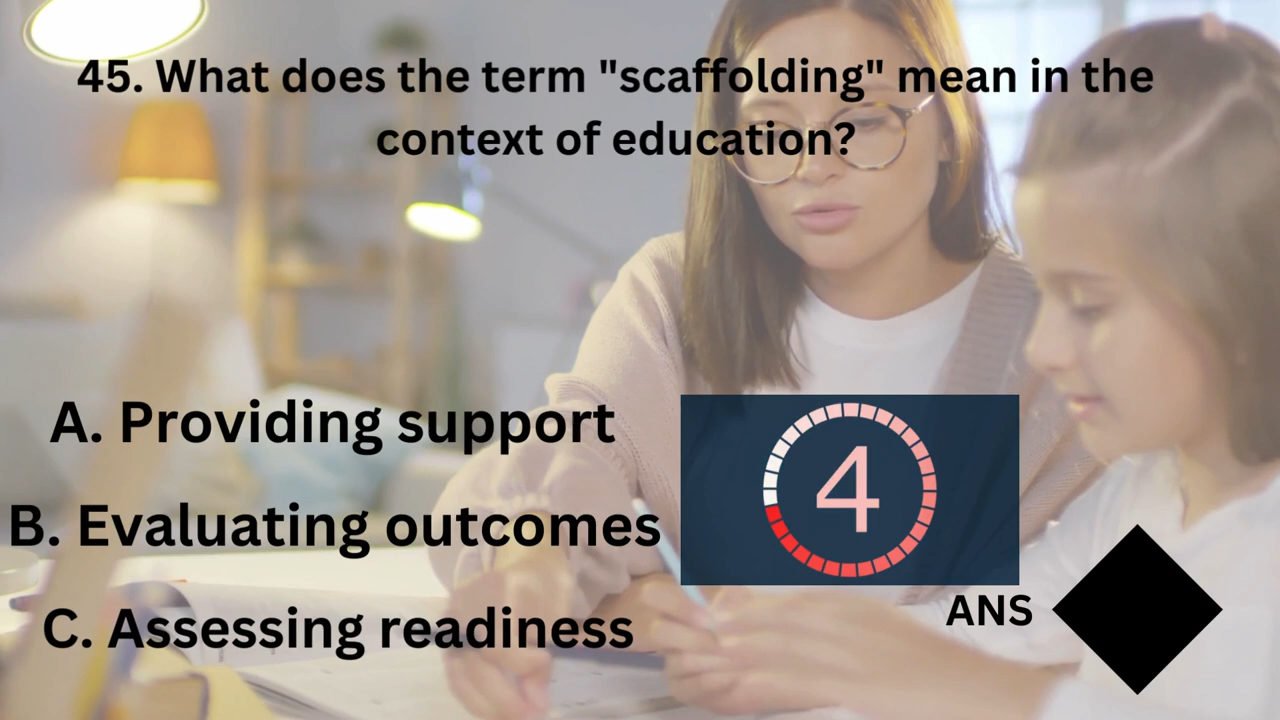 45. What does the term "scaffolding" mean in the
context of education?
A. Providing support
4
B. Evaluating outcomes
ANS
C. Assessing readiness